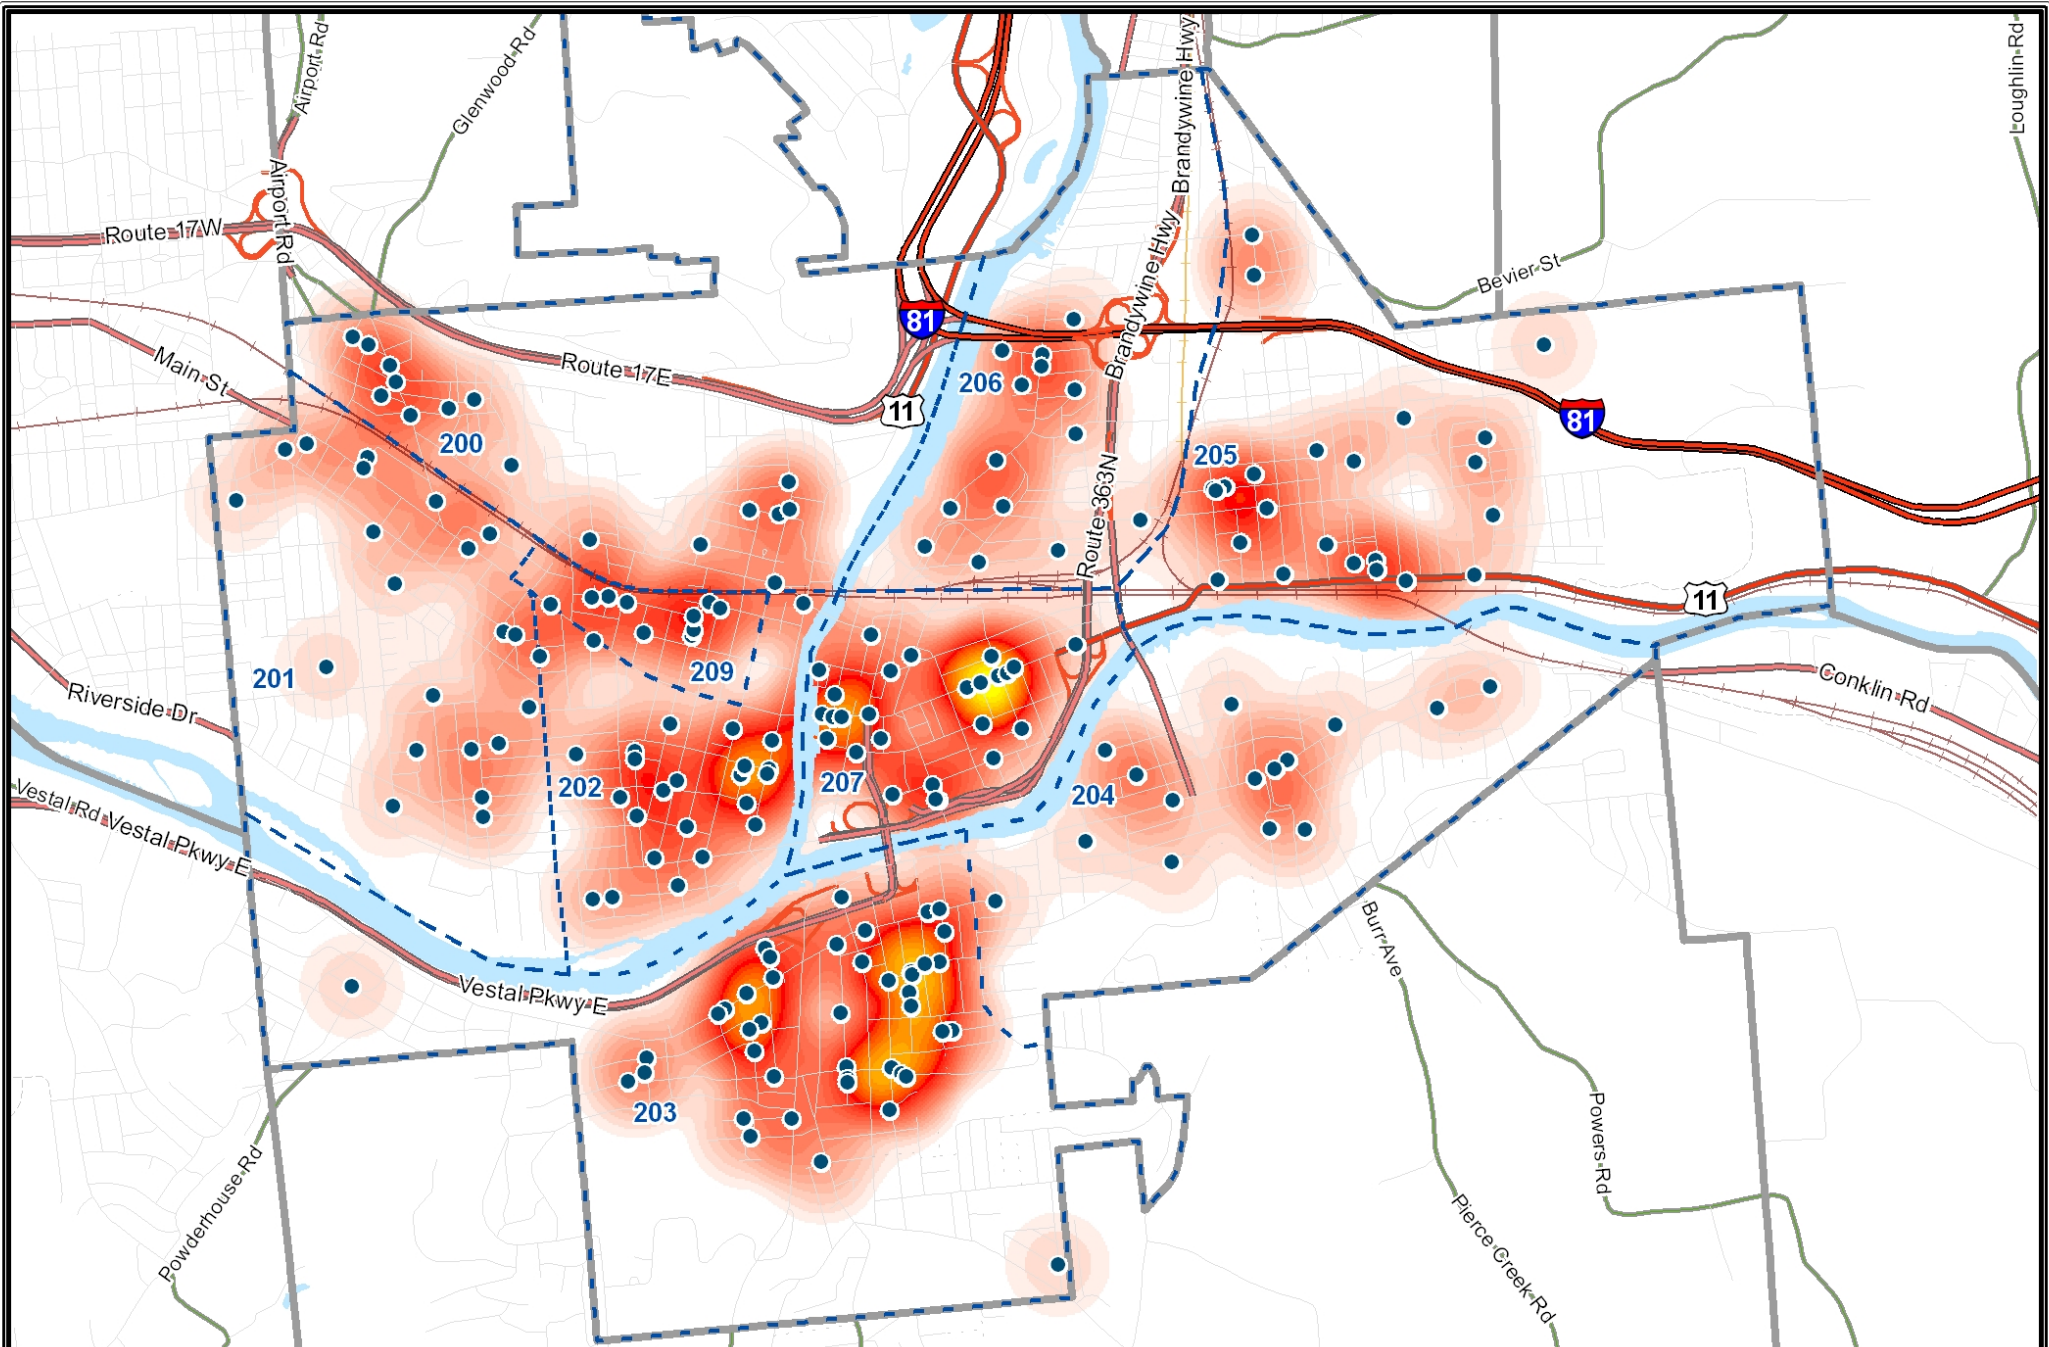 Airport Rd
Glenwood Rd
Brandywine Hwy
Loughlin Rd
Airport Rd
Route 17W
Brandywine Hwy
Bevier St
81
Brandywine Hwy
Main St
Route 17E
206
11
81
200
205
Route 363N
11
201
209
Conklin Rd
Riverside Dr
202
207
204
Vestal Rd
Vestal Pkwy E
Burr Ave
Vestal Pkwy E
203
Powers Rd
Powderhouse Rd
Pierce Creek Rd